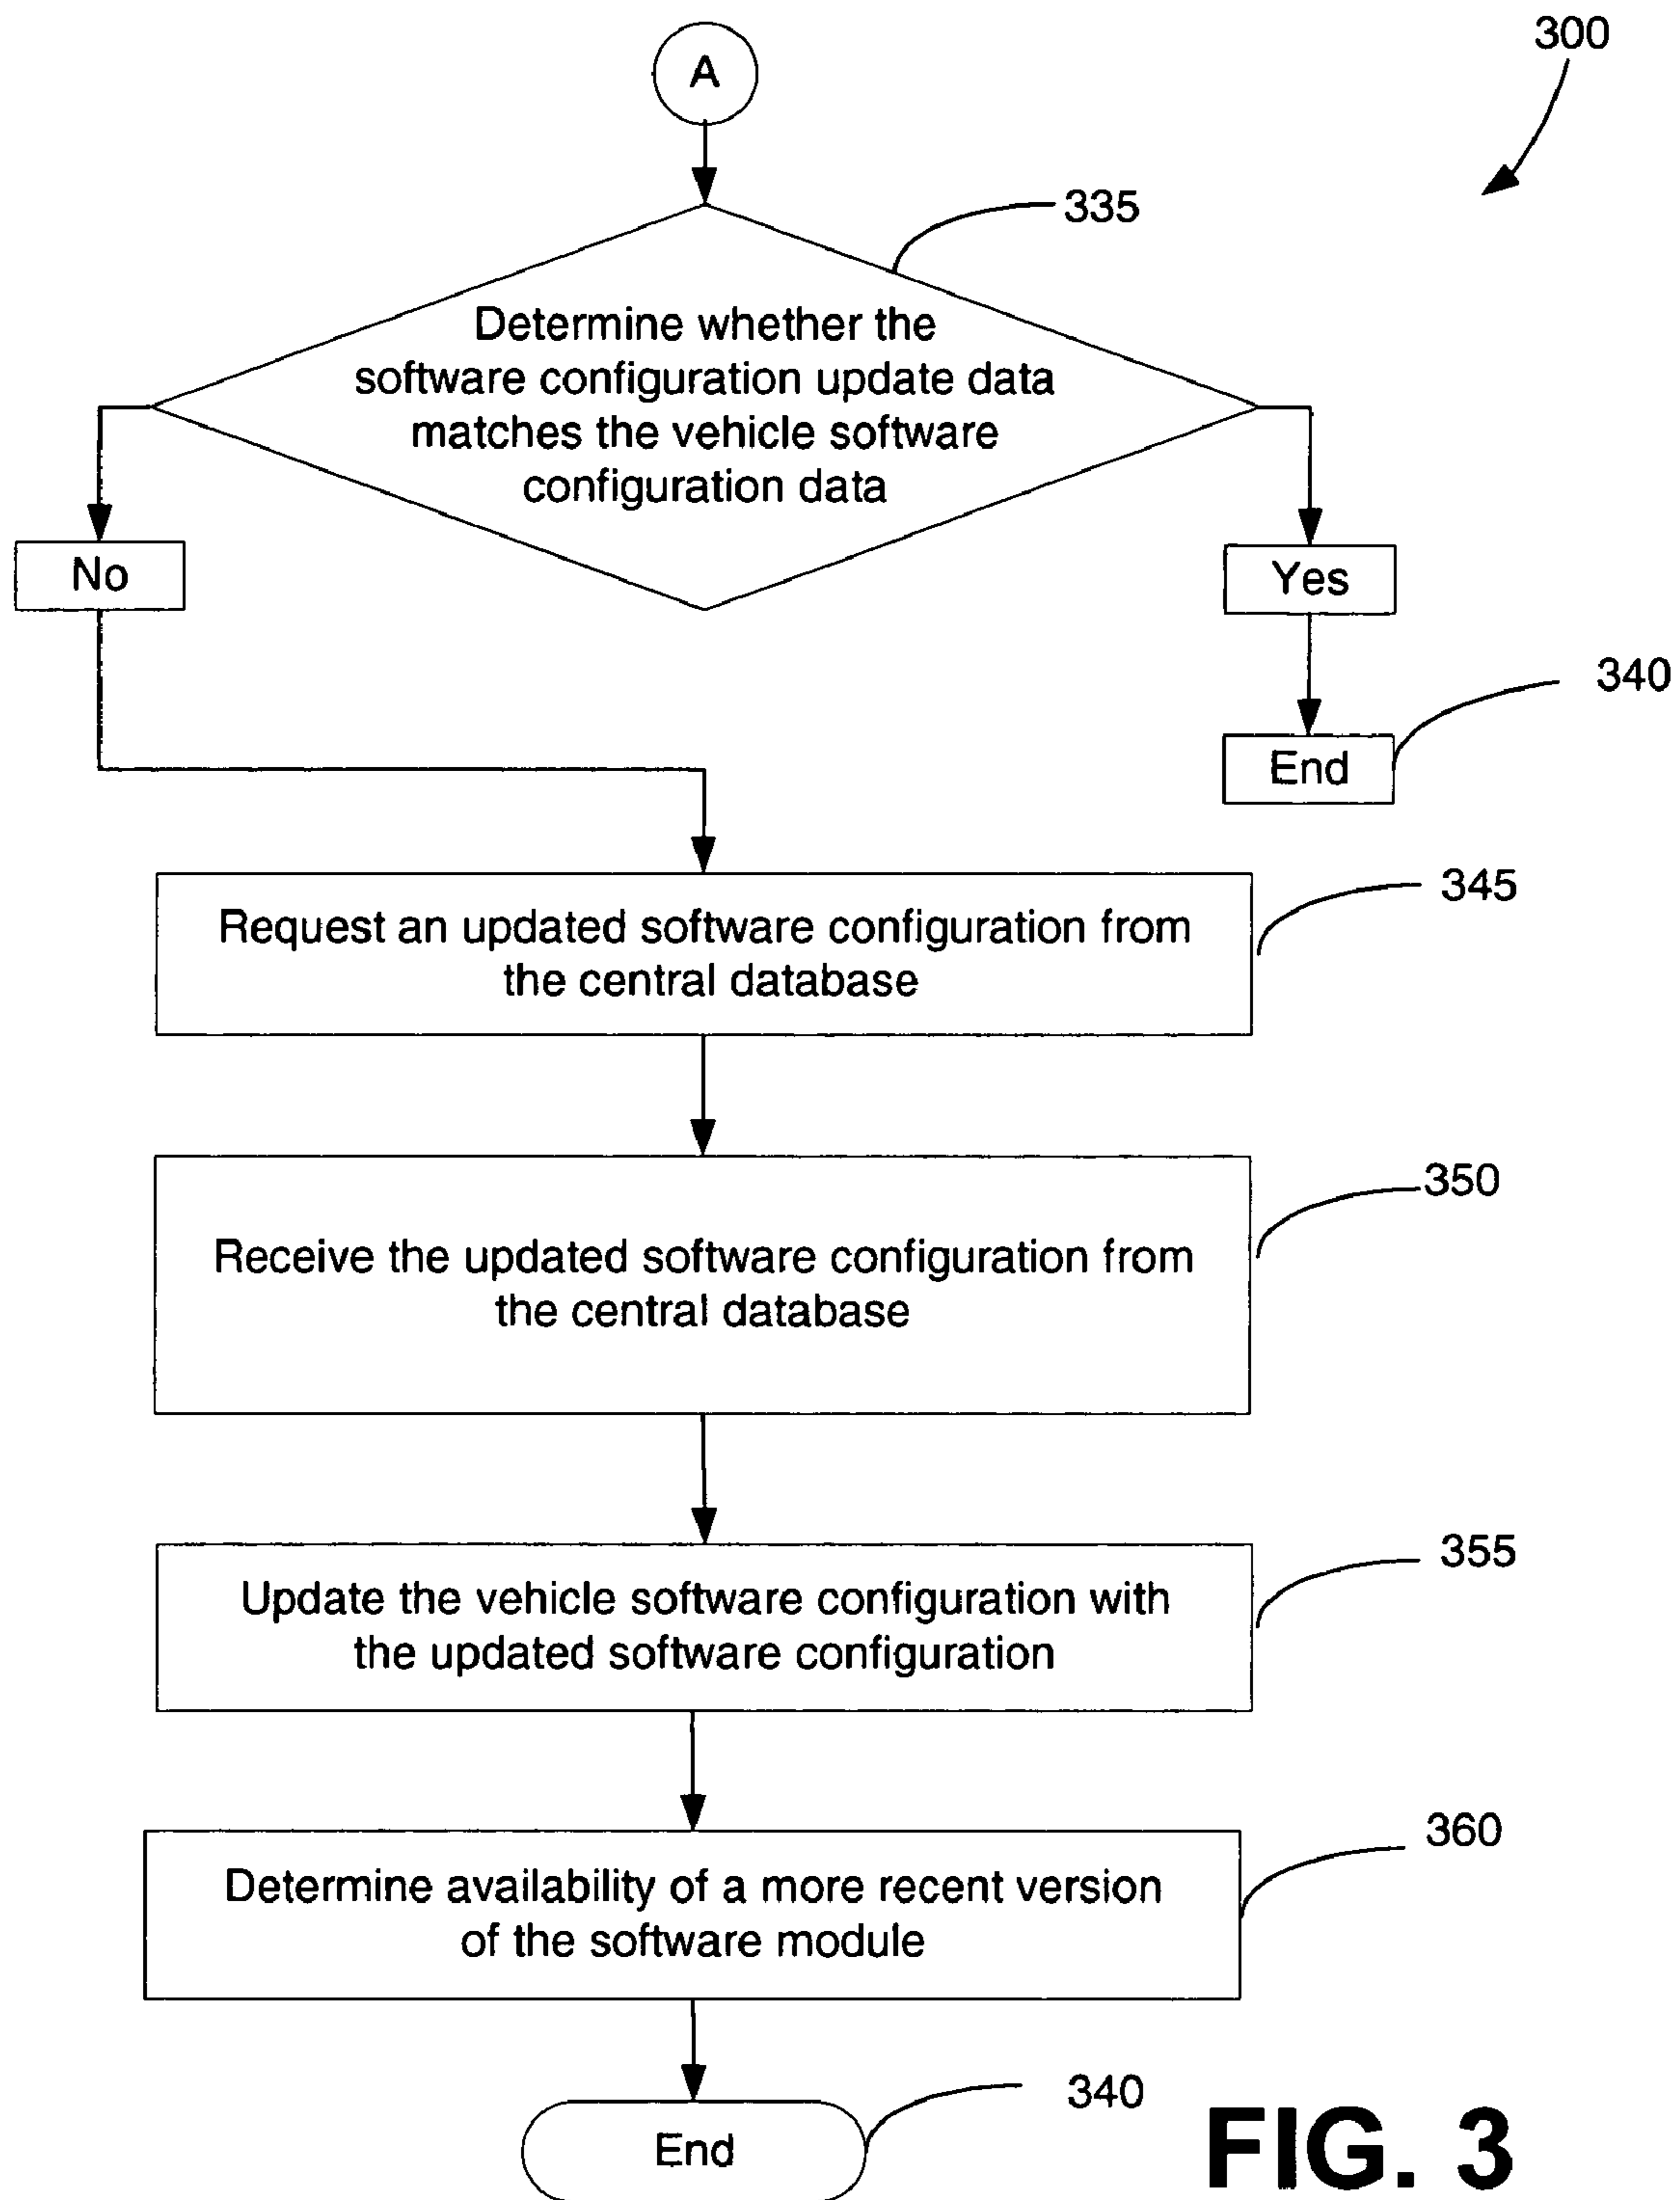 300
A
335
Determine whether the
software configuration update data
matches the vehicle software
configuration data
No
Yes
340
End
345
Request an updated software configuration from
the central database
350
Receive the updated software configuration from
the central database
355
Update the vehicle software configuration with
the updated software configuration
360
Determine availability of a more recent version
of the software module
340
End
FIG. 3